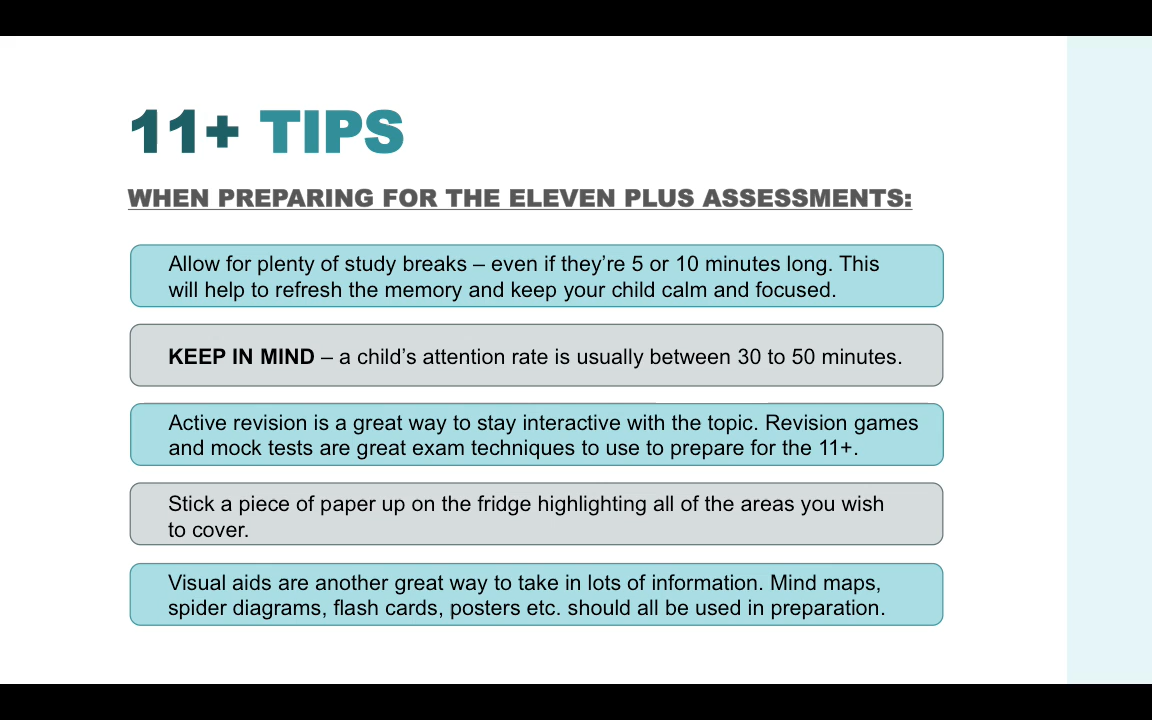 11+ TIPS
WHEN PREPARING FOR THE ELEVEN PLUS ASSESSMENTS:
Allow for plenty of study breaks – even if they’re 5 or 10 minutes long. This
will help to refresh the memory and keep your child calm and focused.
KEEP IN MIND – a child’s attention rate is usually between 30 to 50 minutes.
Active revision is a great way to stay interactive with the topic. Revision games
and mock tests are great exam techniques to use to prepare for the 11+.
Stick a piece of paper up on the fridge highlighting all of the areas you wish
to cover.
Visual aids are another great way to take in lots of information. Mind maps,
spider diagrams, flash cards, posters etc. should all be used in preparation.